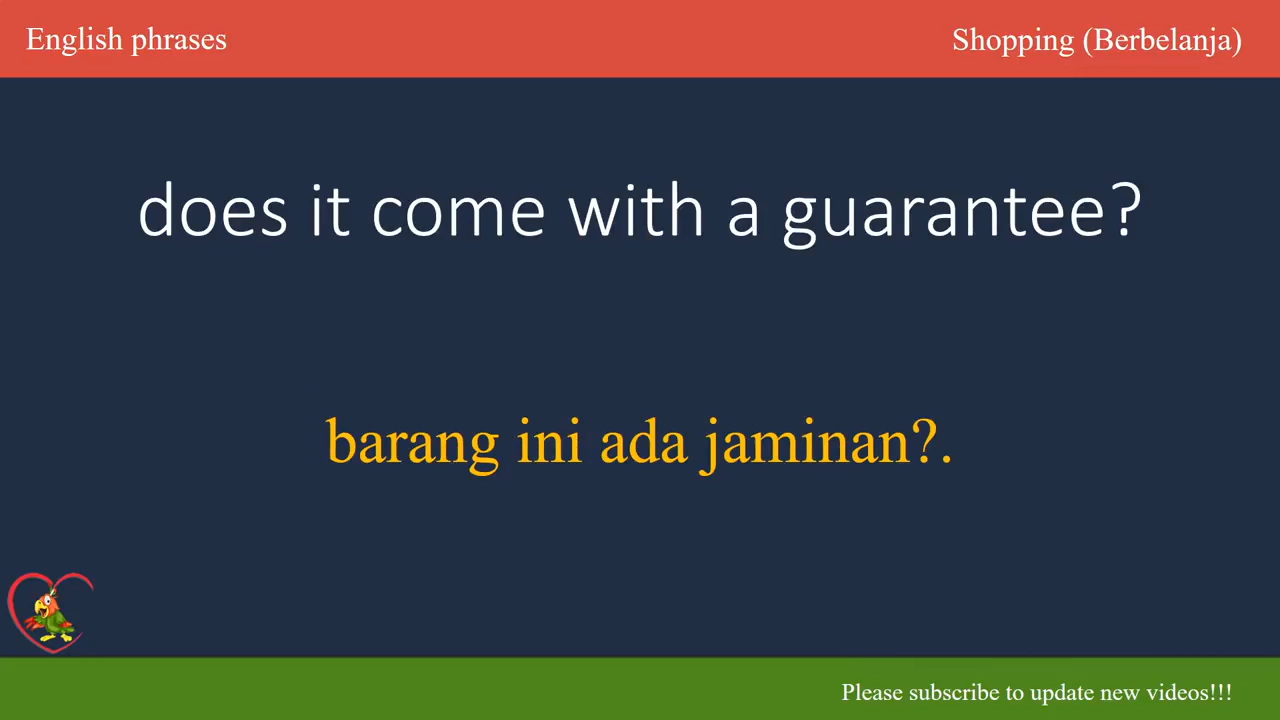 English phrases
Shopping (Berbelanja)
does it come with a guarantee?
barang ini ada jaminan?.
Please subscribe to update new videos!!!